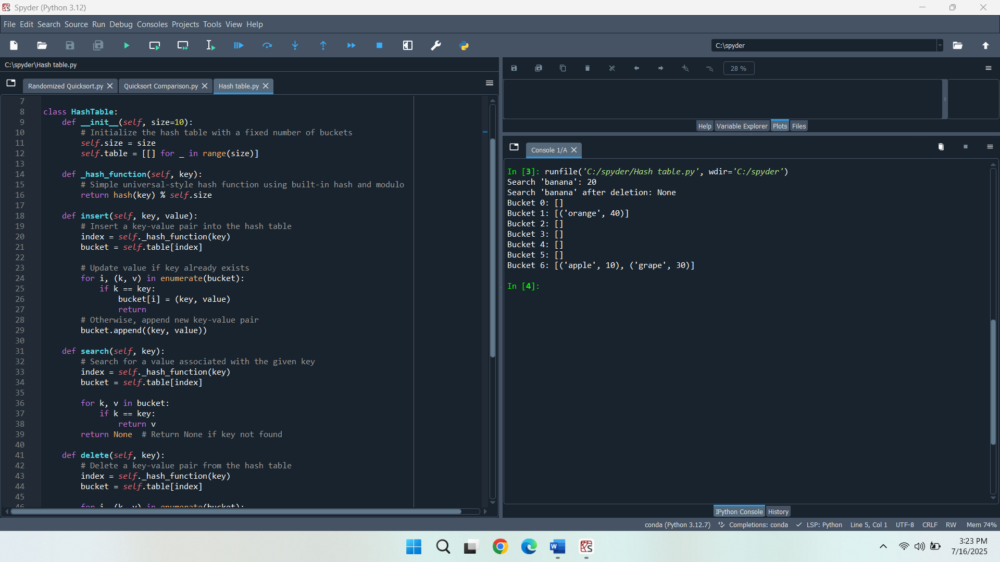 Spyder (Python 3.12)
File Edit Search Source Run Debug Consoles Projects Tools View Help
C:\spyder
C:\spyder\Hash table.py
Randomized Quicksort.py
Quicksort Comparison.py
Hash table.py
7
8 class HashTable:
9     def __init__(self, size=10):
10         # Initialize the hash table with a fixed number of buckets
11         self.size = size
12         self.table = [[] for _ in range(size)]
13
14     def _hash_function(self, key):
15         # Simple universal-style hash function using built-in hash and modulo
16         return hash(key) % self.size
17
18     def insert(self, key, value):
19         # Insert a key-value pair into the hash table
20         index = self._hash_function(key)
21         bucket = self.table[index]
22
23         # Update value if key already exists
24         for i, (k, v) in enumerate(bucket):
25             if k == key:
26                 bucket[i] = (key, value)
27                 return
28         # Otherwise, append new key-value pair
29         bucket.append((key, value))
30
31     def search(self, key):
32         # Search for a value associated with the given key
33         index = self._hash_function(key)
34         bucket = self.table[index]
35
36         for k, v in bucket:
37             if k == key:
38                 return v
39         return None  # Return None if key not found
40
41     def delete(self, key):
42         # Delete a key-value pair from the hash table
43         index = self._hash_function(key)
44         bucket = self.table[index]
45
46         for i, (k, v) in enumerate(bucket):
28 %
Help Variable Explorer Plots Files
Console 1/A
In [3]: runfile('C:/spyder/Hash table.py', wdir='C:/spyder')
Search 'banana': 20
Search 'banana' after deletion: None
Bucket 0: []
Bucket 1: [('orange', 40)]
Bucket 2: []
Bucket 3: []
Bucket 4: []
Bucket 5: []
Bucket 6: [('apple', 10), ('grape', 30)]
In [4]:
IPython Console History
conda (Python 3.12.7) Completions: conda LSP: Python Line 5, Col 1 UTF-8 CRLF RW Mem 74%
3:23 PM
7/16/2025